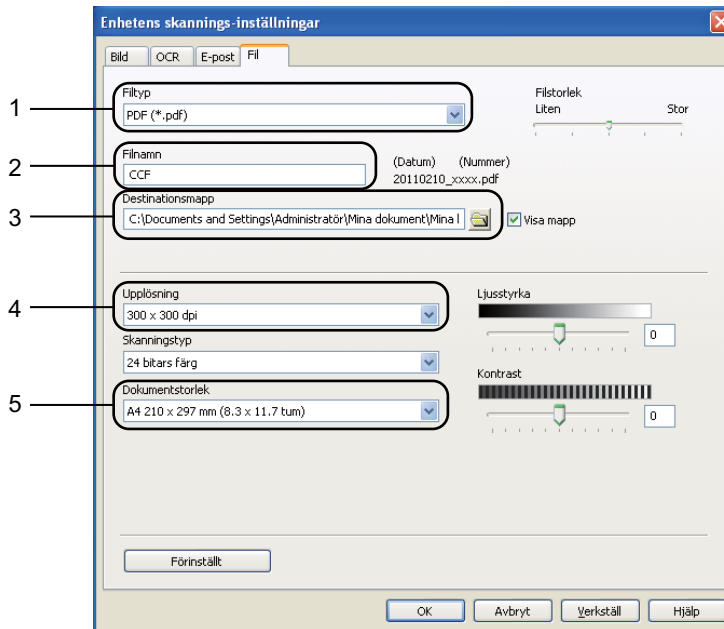 Enhetens skannings-inställningar
Bild OCR E-post Fil
1
Filtyp
PDF (*.pdf)
Filstorlek
Liten Stor
2
Filnamn
CCF
(Datum) (Nummer)
20110210_xxxx.pdf
3
Destinationsmapp
C:\Documents and Settings\Administratör\Mina dokument\Mina l
Visa mapp
4
Upplösning
300 x 300 dpi
Ljusstyrka
0
Skanningstyp
24 bitars färg
Kontrast
0
5
Dokumentstorlek
A4 210 x 297 mm (8.3 x 11.7 tum)
Förinställt
OK Avbryt Verkställ Hjälp